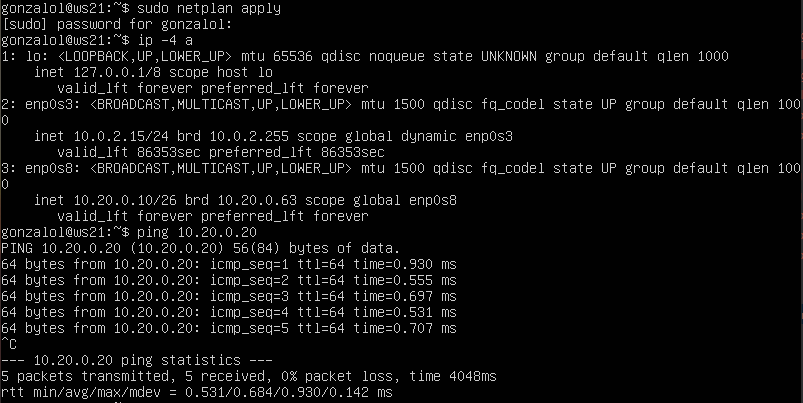 gonzalol@ws21:~$ sudo netplan apply
[sudo] password for gonzalol:
gonzalol@ws21:~$ ip -4 a
1: lo: <LOOPBACK,UP,LOWER_UP> mtu 65536 qdisc noqueue state UNKNOWN group default qlen 1000
    inet 127.0.0.1/8 scope host lo
       valid_lft forever preferred_lft forever
2: enp0s3: <BROADCAST,MULTICAST,UP,LOWER_UP> mtu 1500 qdisc fq_codel state UP group default qlen 100
0
    inet 10.0.2.15/24 brd 10.0.2.255 scope global dynamic enp0s3
       valid_lft 86353sec preferred_lft 86353sec
3: enp0s8: <BROADCAST,MULTICAST,UP,LOWER_UP> mtu 1500 qdisc fq_codel state UP group default qlen 100
0
    inet 10.20.0.10/26 brd 10.20.0.63 scope global enp0s8
       valid_lft forever preferred_lft forever
gonzalol@ws21:~$ ping 10.20.0.20
PING 10.20.0.20 (10.20.0.20) 56(84) bytes of data.
64 bytes from 10.20.0.20: icmp_seq=1 ttl=64 time=0.930 ms
64 bytes from 10.20.0.20: icmp_seq=2 ttl=64 time=0.555 ms
64 bytes from 10.20.0.20: icmp_seq=3 ttl=64 time=0.697 ms
64 bytes from 10.20.0.20: icmp_seq=4 ttl=64 time=0.531 ms
64 bytes from 10.20.0.20: icmp_seq=5 ttl=64 time=0.707 ms
^C
--- 10.20.0.20 ping statistics ---
5 packets transmitted, 5 received, 0% packet loss, time 4048ms
rtt min/avg/max/mdev = 0.531/0.684/0.930/0.142 ms